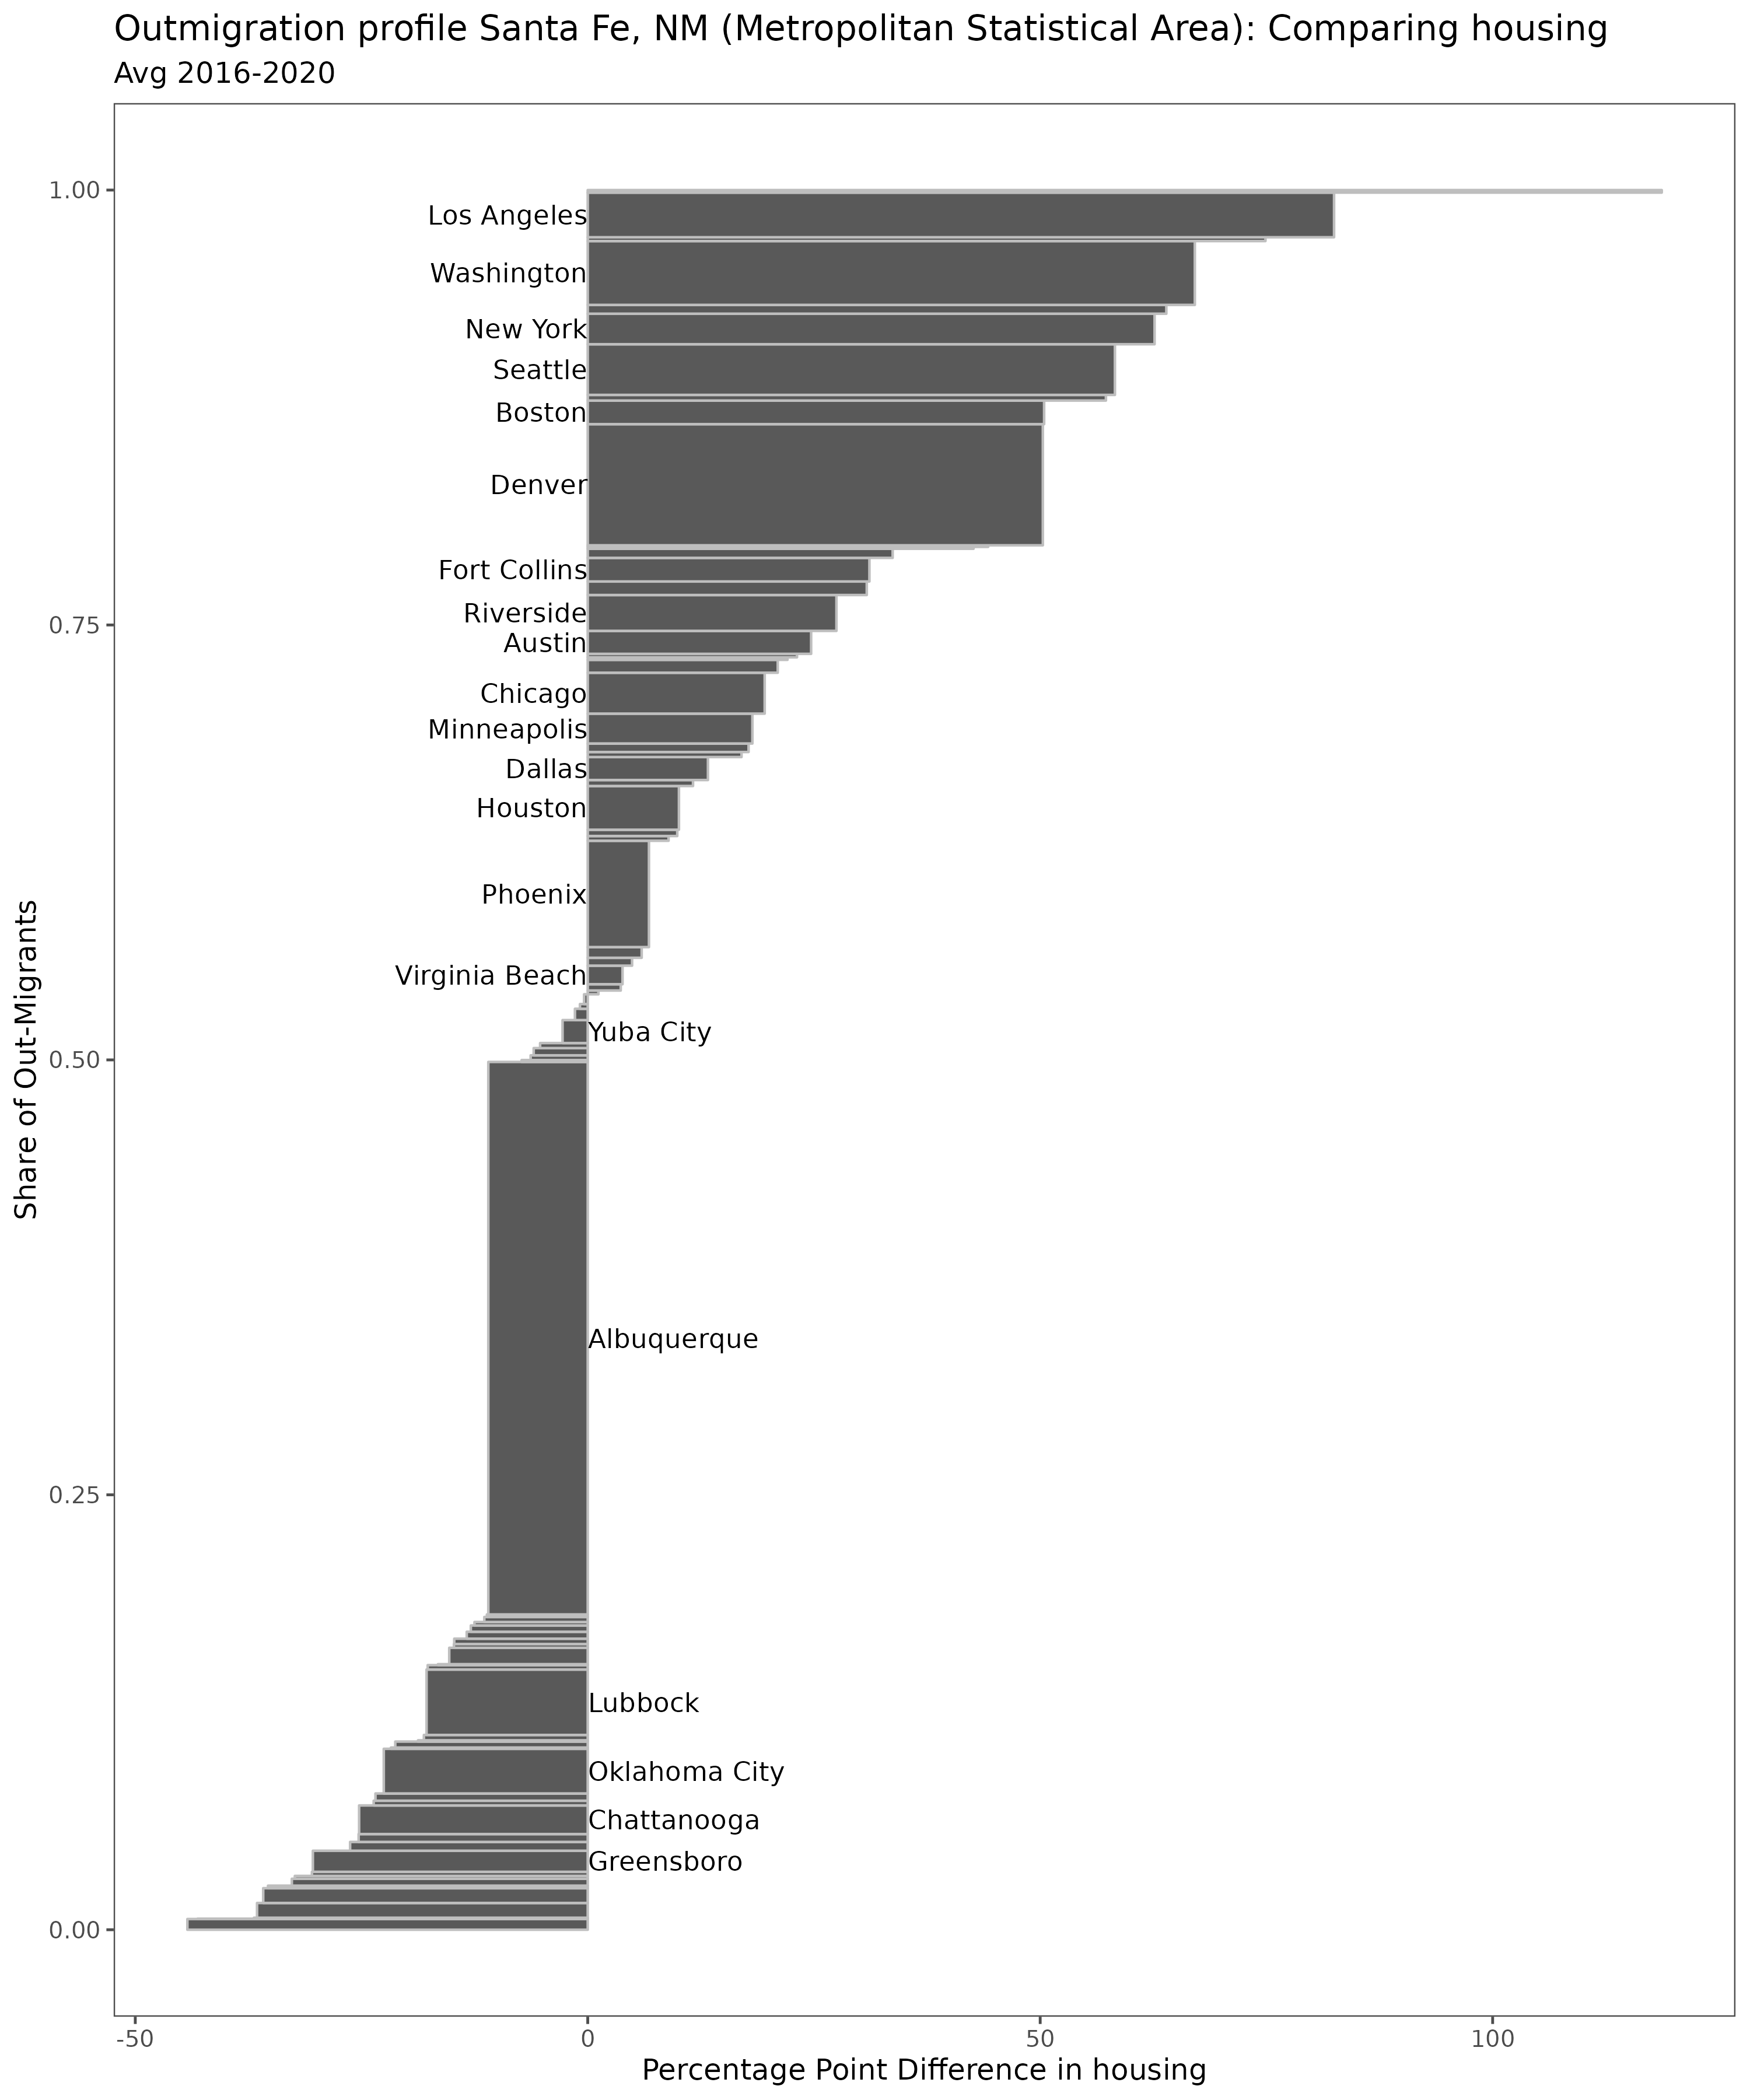 Outmigration profile Santa Fe, NM (Metropolitan Statistical Area): Comparing housing
Avg 2016-2020
1.00
Los Angeles
Washington
New York
Seattle
Boston
Denver
Fort Collins
Riverside
0.75
Austin
Chicago
Minneapolis
Dallas
Houston
Phoenix
Virginia Beach
Yuba City
0.50
Share of Out-Migrants
Albuquerque
0.25
Lubbock
Oklahoma City
Chattanooga
Greensboro
0.00
-50 0 50 100
Percentage Point Difference in housing